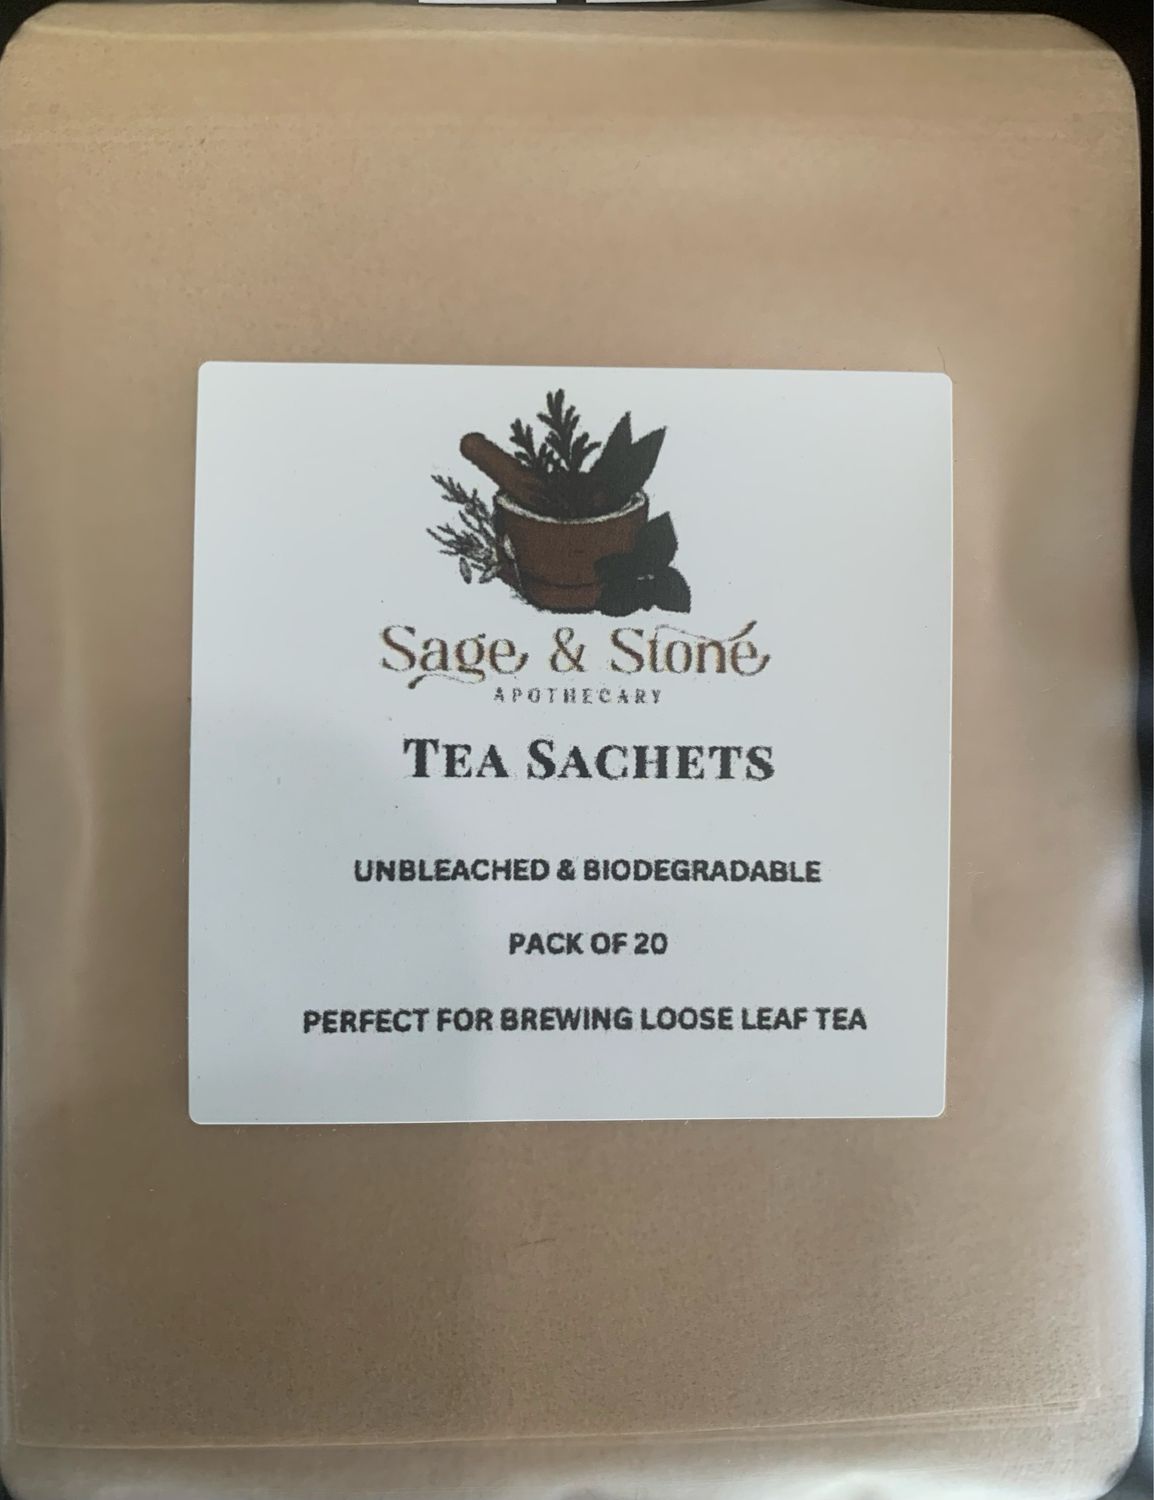 Sage & Stone
APOTHECARY
TEA SACHETS
UNBLEACHED & BIODEGRADABLE
PACK OF 20
PERFECT FOR BREWING LOOSE LEAF TEA